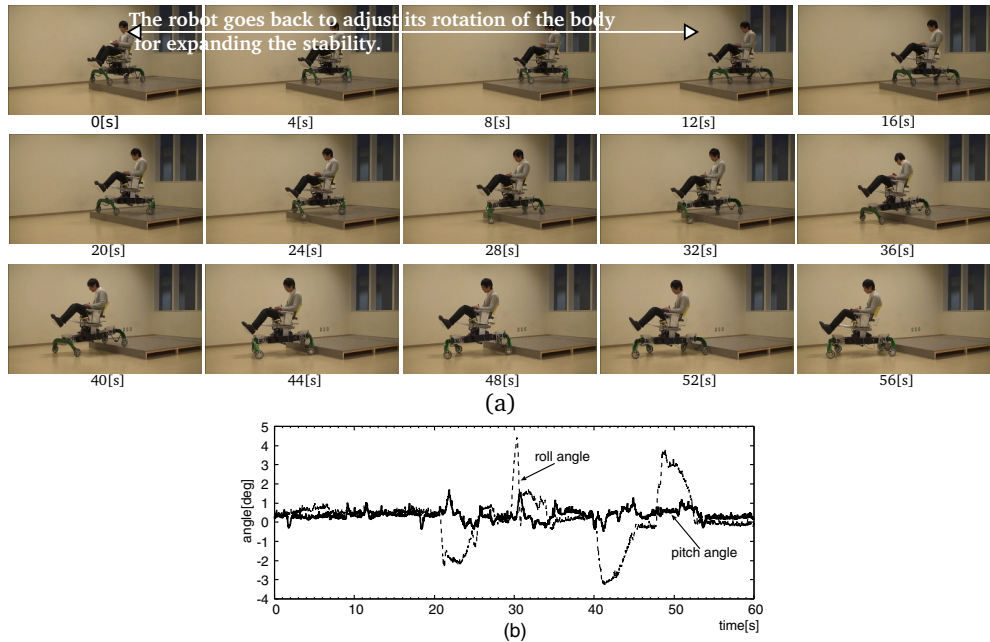 The robot goes back to adjust its rotation of the body
for expanding the stability.
0[s]
4[s]
8[s]
12[s]
16[s]
20[s]
24[s]
28[s]
32[s]
36[s]
40[s]
44[s]
48[s]
52[s]
56[s]
(a)
5
4
3
2
1
0
-1
-2
-3
-4
angle[deg]
roll angle
pitch angle
0
10
20
30
40
50
60
time[s]
(b)